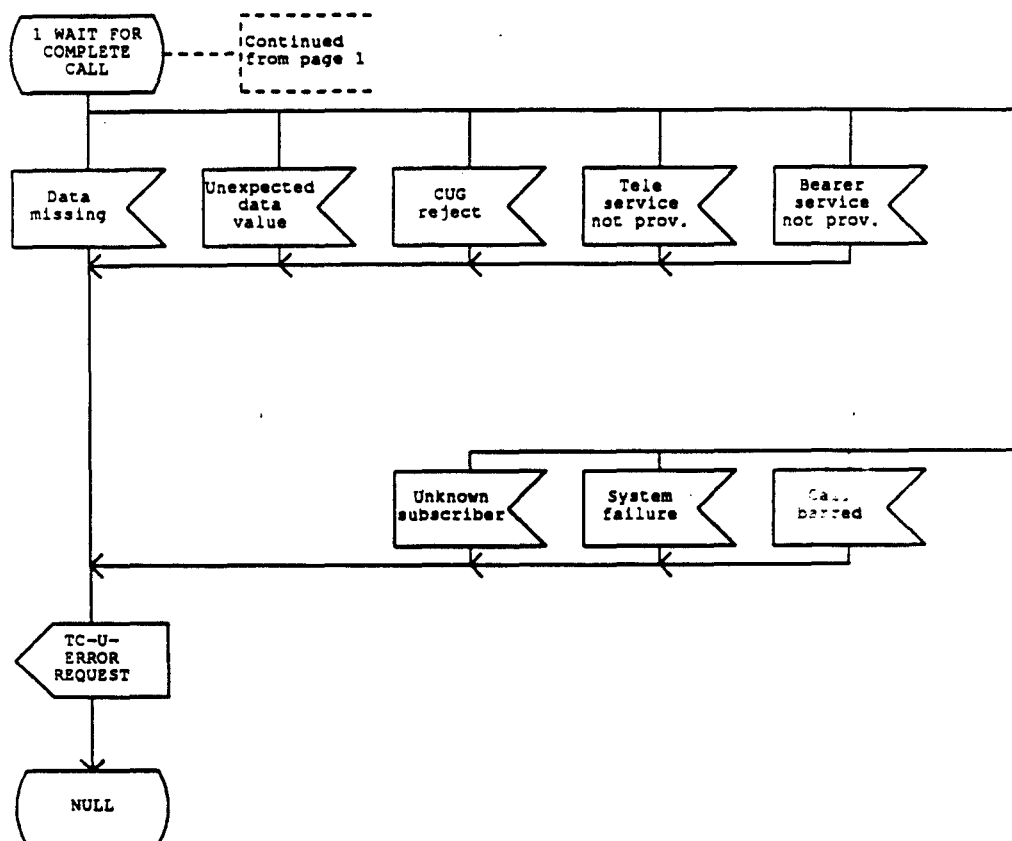 1 WAIT FOR
COMPLETE
CALL
Continued
from page 1
Data
missing
Unexpected
data
value
CUG
reject
Tele
service
not prov.
Bearer
service
not prov.
Unknown
subscriber
System
failure
Call
barred
TC-U-
ERROR
REQUEST
NULL